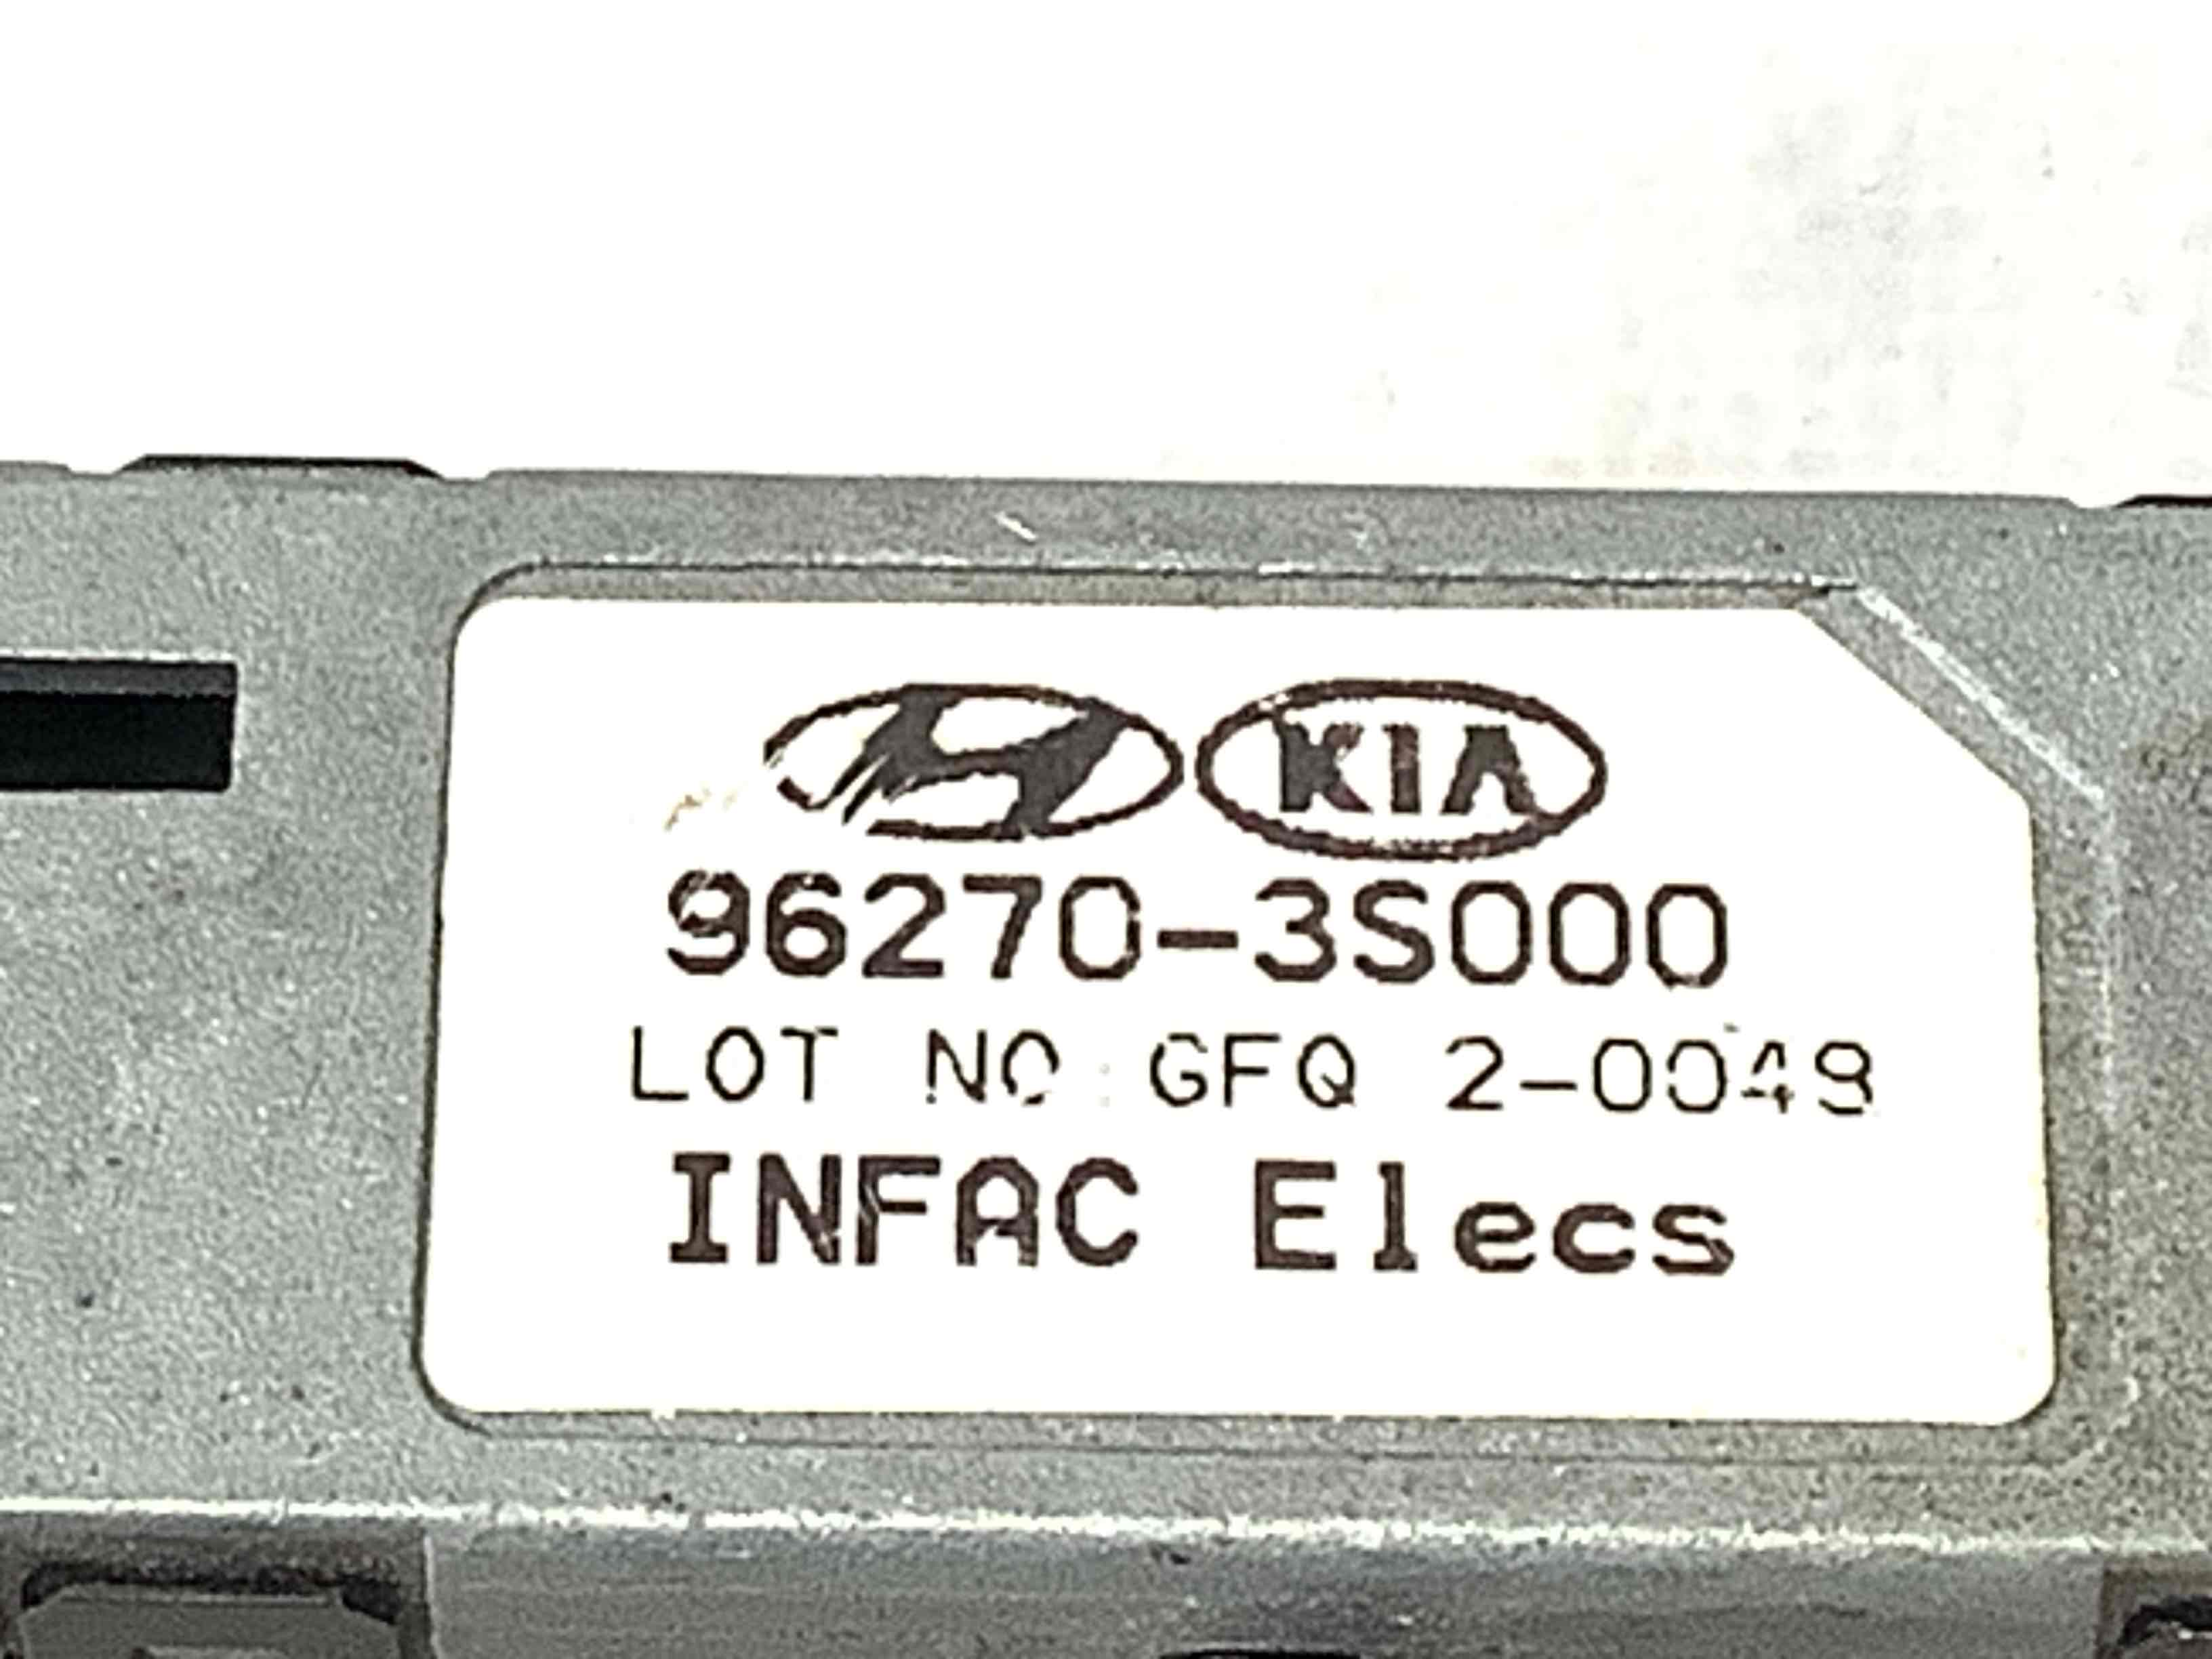 KIA
96270-3S000
LOT NO:GFQ 2-0049
INFAC Elecs